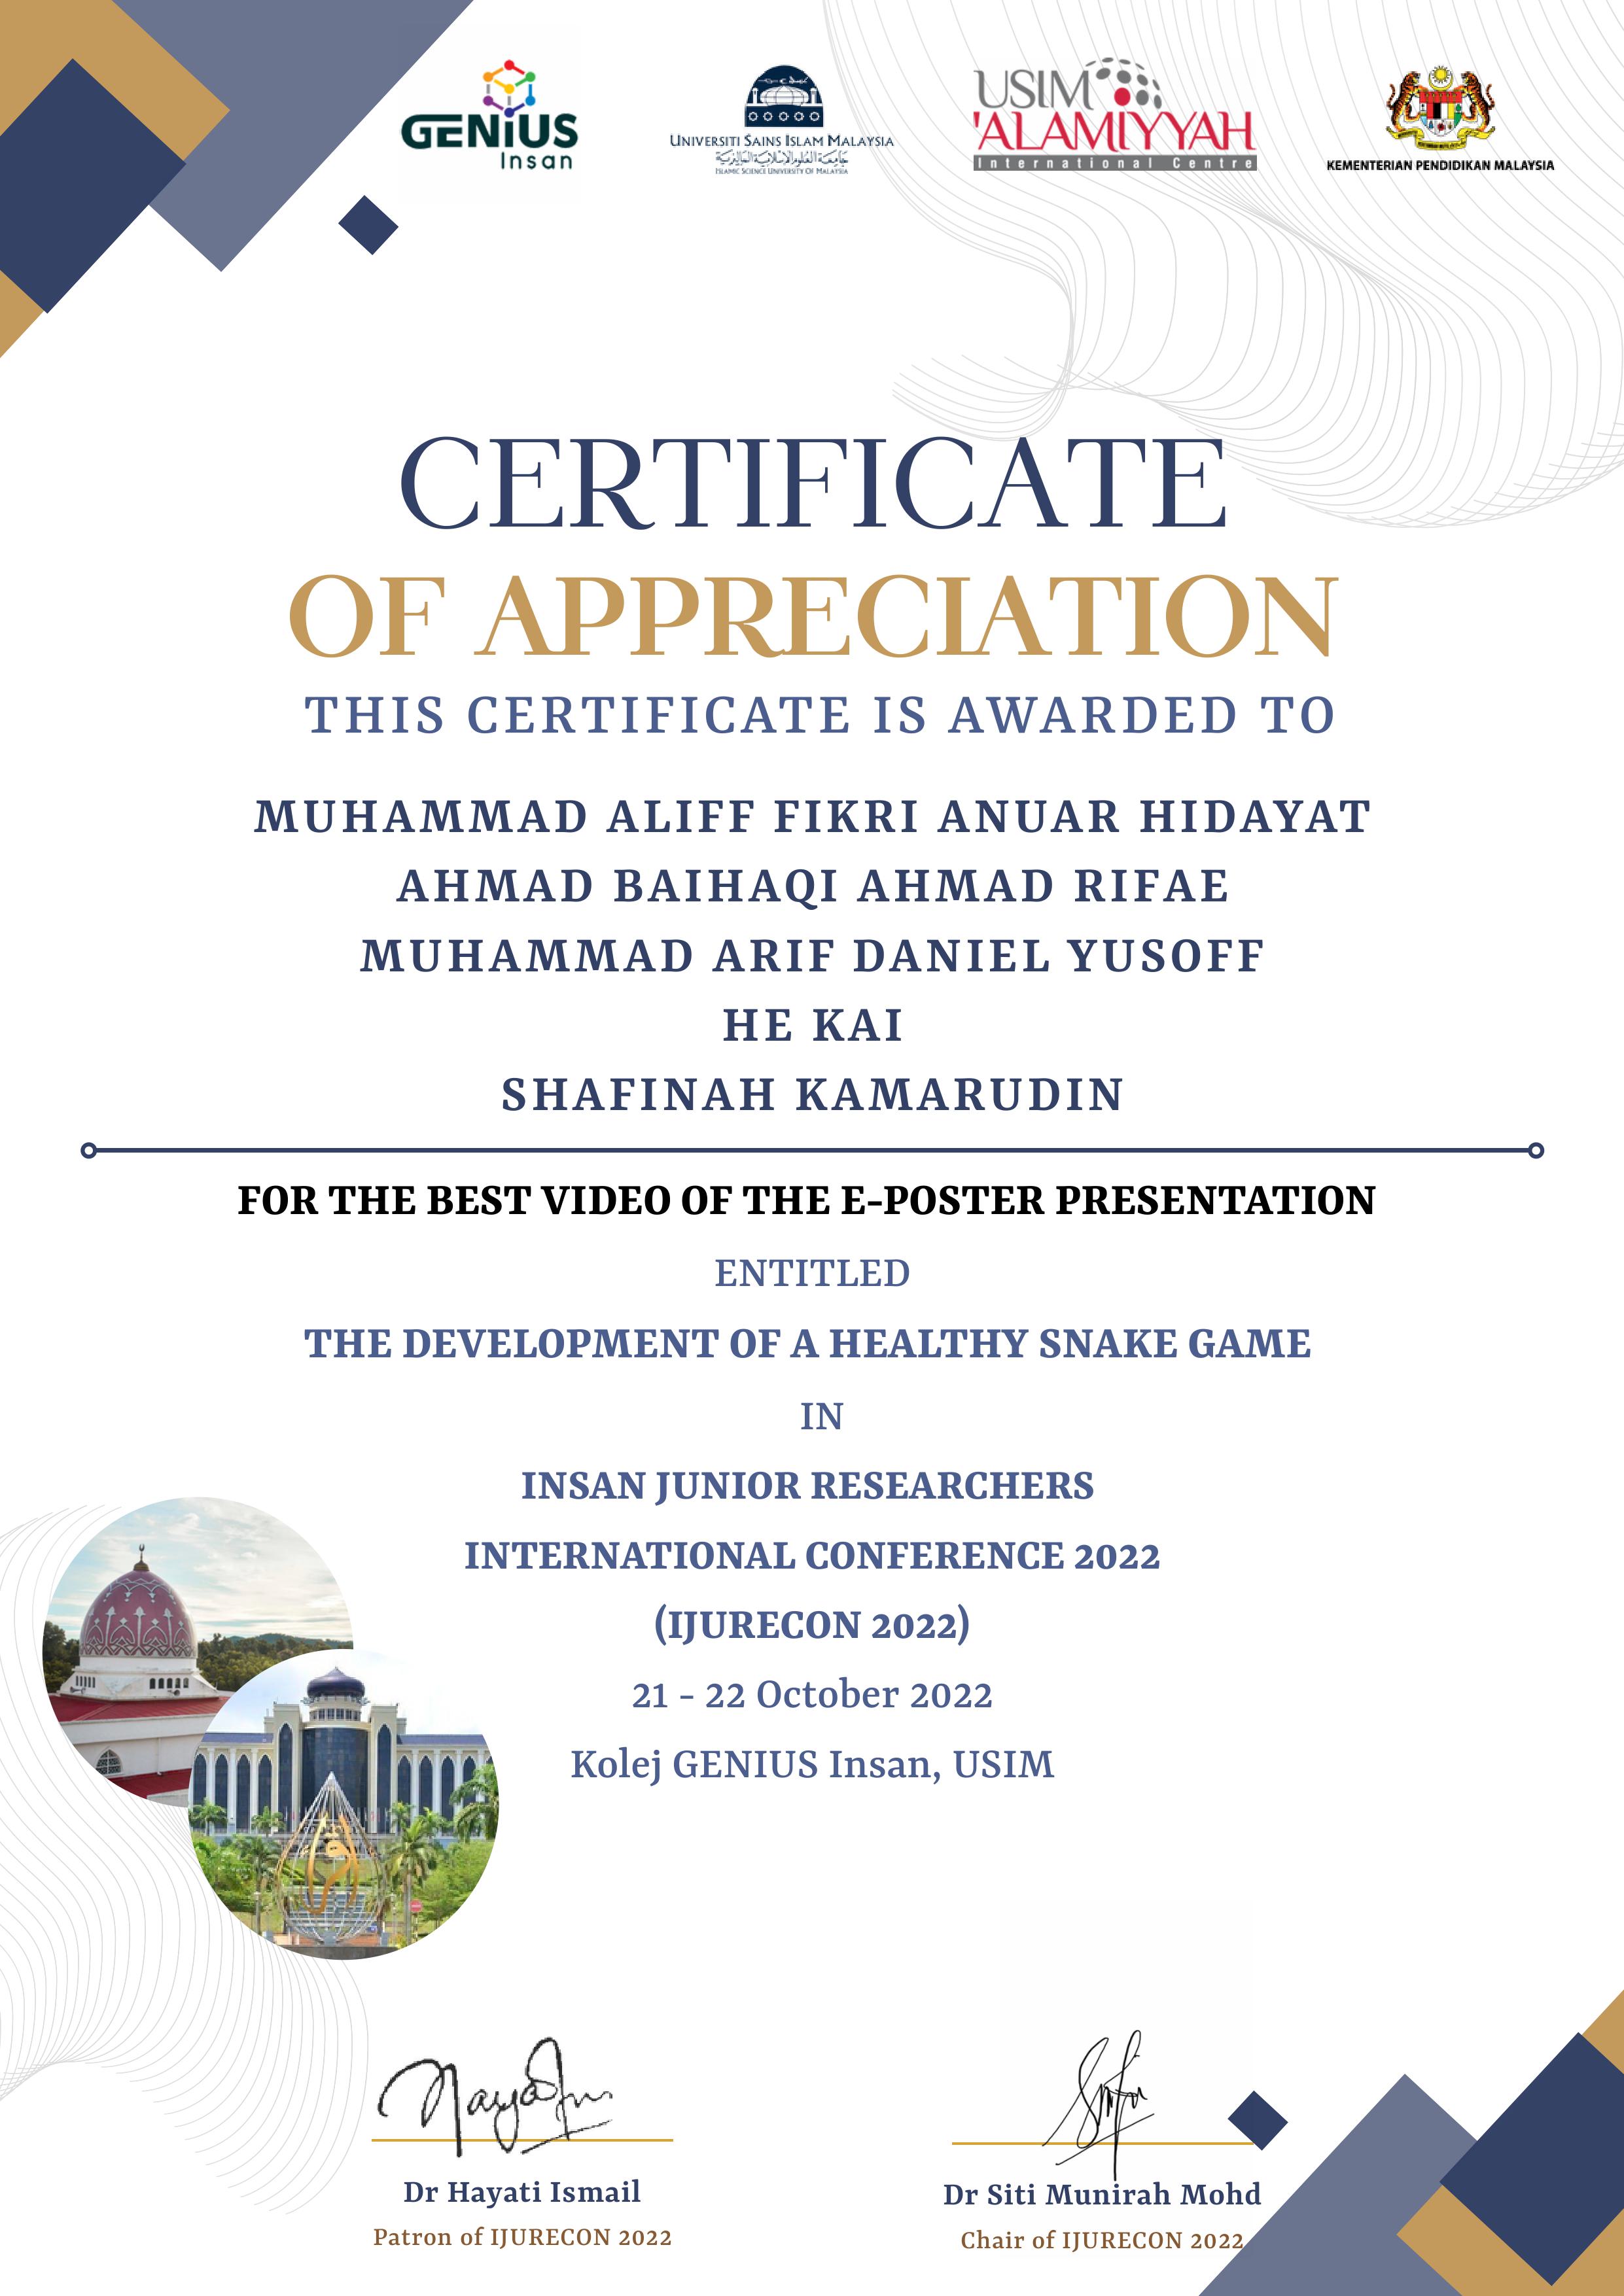 GENiUS
Insan
UNIVERSITI SAINS ISLAM MALAYSIA
جامعة العلوم الإسلامية الماليزية
ISLAMIC SCIENCE UNIVERSITY OF MALAYSIA
USIM
'ALAMIYYAH
International Centre
KEMENTERIAN PENDIDIKAN MALAYSIA
CERTIFICATE
OF APPRECIATION
THIS CERTIFICATE IS AWARDED TO
MUHAMMAD ALIFF FIKRI ANUAR HIDAYAT
AHMAD BAIHAQI AHMAD RIFAE
MUHAMMAD ARIF DANIEL YUSOFF
HE KAI
SHAFINAH KAMARUDIN
FOR THE BEST VIDEO OF THE E-POSTER PRESENTATION
ENTITLED
THE DEVELOPMENT OF A HEALTHY SNAKE GAME
IN
INSAN JUNIOR RESEARCHERS
INTERNATIONAL CONFERENCE 2022
(IJURECON 2022)
21 - 22 October 2022
Kolej GENIUS Insan, USIM
Dr Hayati Ismail
Patron of IJURECON 2022
Dr Siti Munirah Mohd
Chair of IJURECON 2022